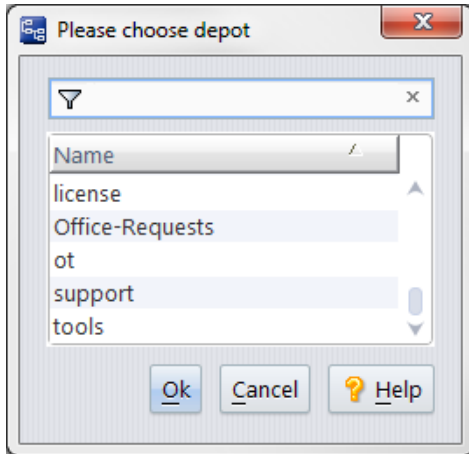 Please choose depot
Name
license
Office-Requests
ot
support
tools
Ok Cancel Help